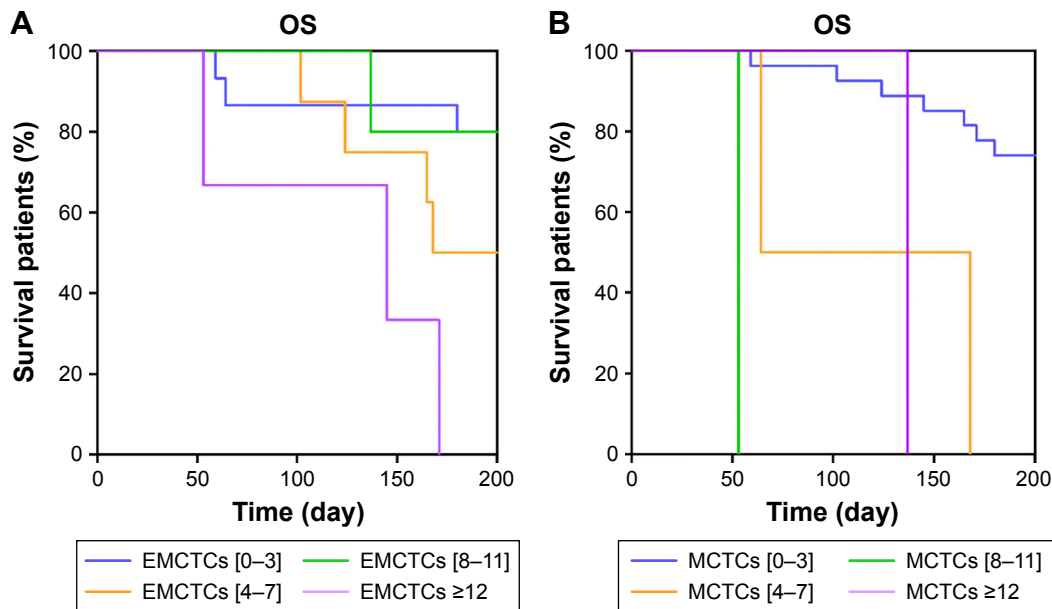 A
OS
Survival patients (%)
100
80
60
40
20
0
0 50 100 150 200
Time (day)
EMCTCs [0–3] EMCTCs [8–11]
EMCTCs [4–7] EMCTCs ≥12
B
OS
Survival patients (%)
100
80
60
40
20
0
0 50 100 150 200
Time (day)
MCTCs [0–3] MCTCs [8–11]
MCTCs [4–7] MCTCs ≥12